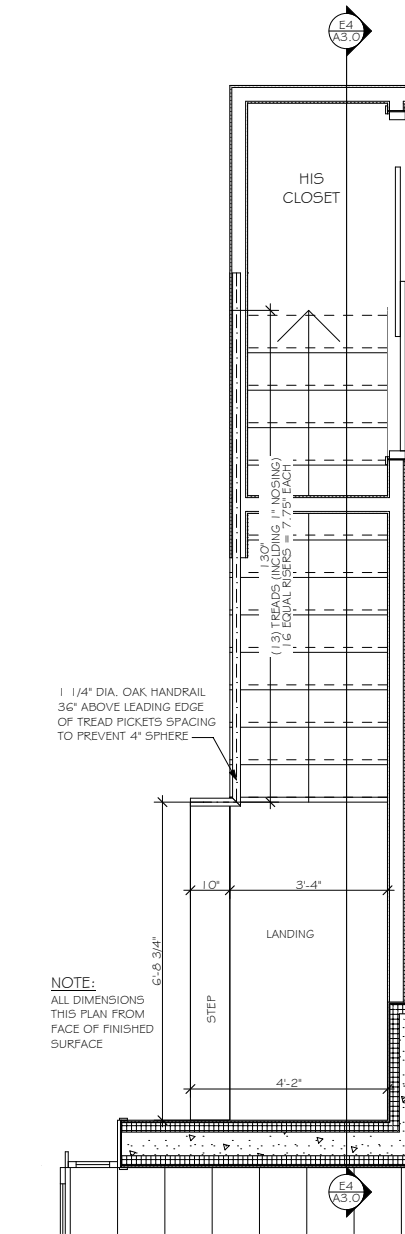 E4
A3.0
HIS
CLOSET
130"
(13) TREADS (INCLDING 1" NOSING)
16 EQUAL RISERS = 7.75" EACH
1 1/4" DIA. OAK HANDRAIL
36" ABOVE LEADING EDGE
OF TREAD PICKETS SPACING
TO PREVENT 4" SPHERE
10"
3'-4"
LANDING
6'-8 3/4"
STEP
NOTE:
ALL DIMENSIONS
THIS PLAN FROM
FACE OF FINISHED
SURFACE
4'-2"
E4
A3.0